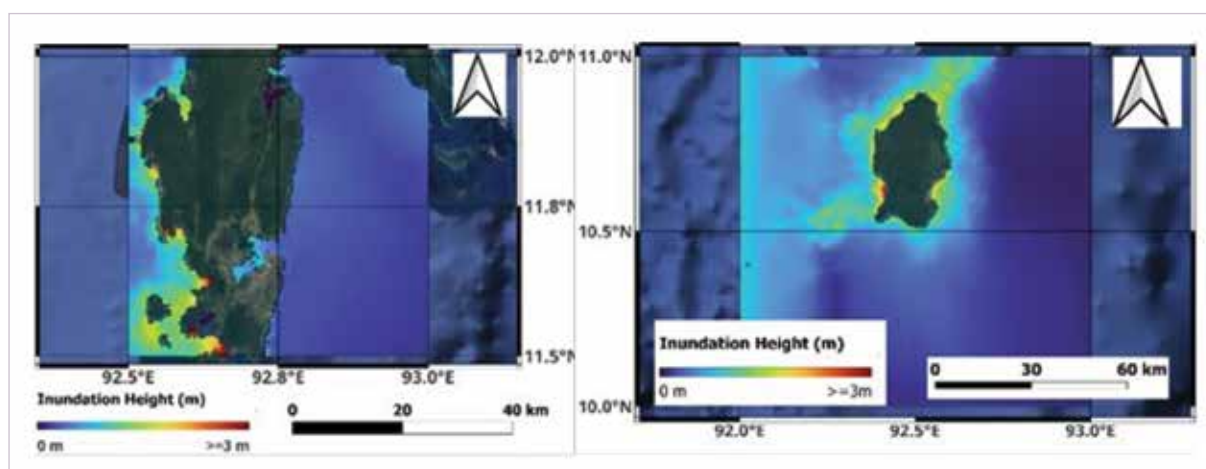 12.0°N
11.8°N
11.5°N
92.5°E 92.8°E 93.0°E
Inundation Height (m)
0 m >=3 m
0 20 40 km
11.0°N
10.5°N
10.0°N
Inundation Height (m)
0 m >=3m
0 30 60 km
92.0°E 92.5°E 93.0°E